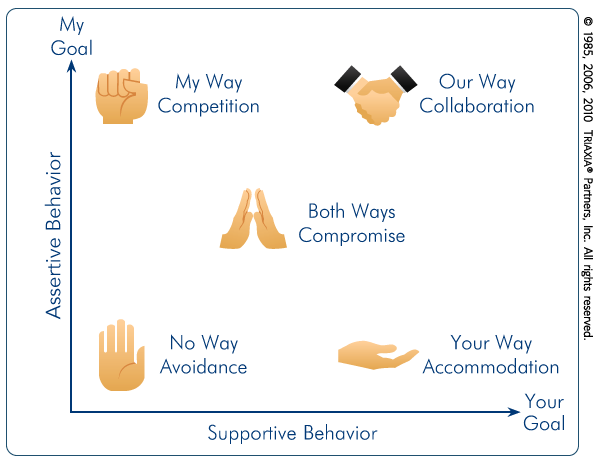 My
Goal
My Way
Competition
Our Way
Collaboration
Both Ways
Compromise
No Way
Avoidance
Your Way
Accommodation
Assertive Behavior
Supportive Behavior
Your
Goal
© 1985, 2006, 2010 TRIAXIA® Partners, Inc. All rights reserved.